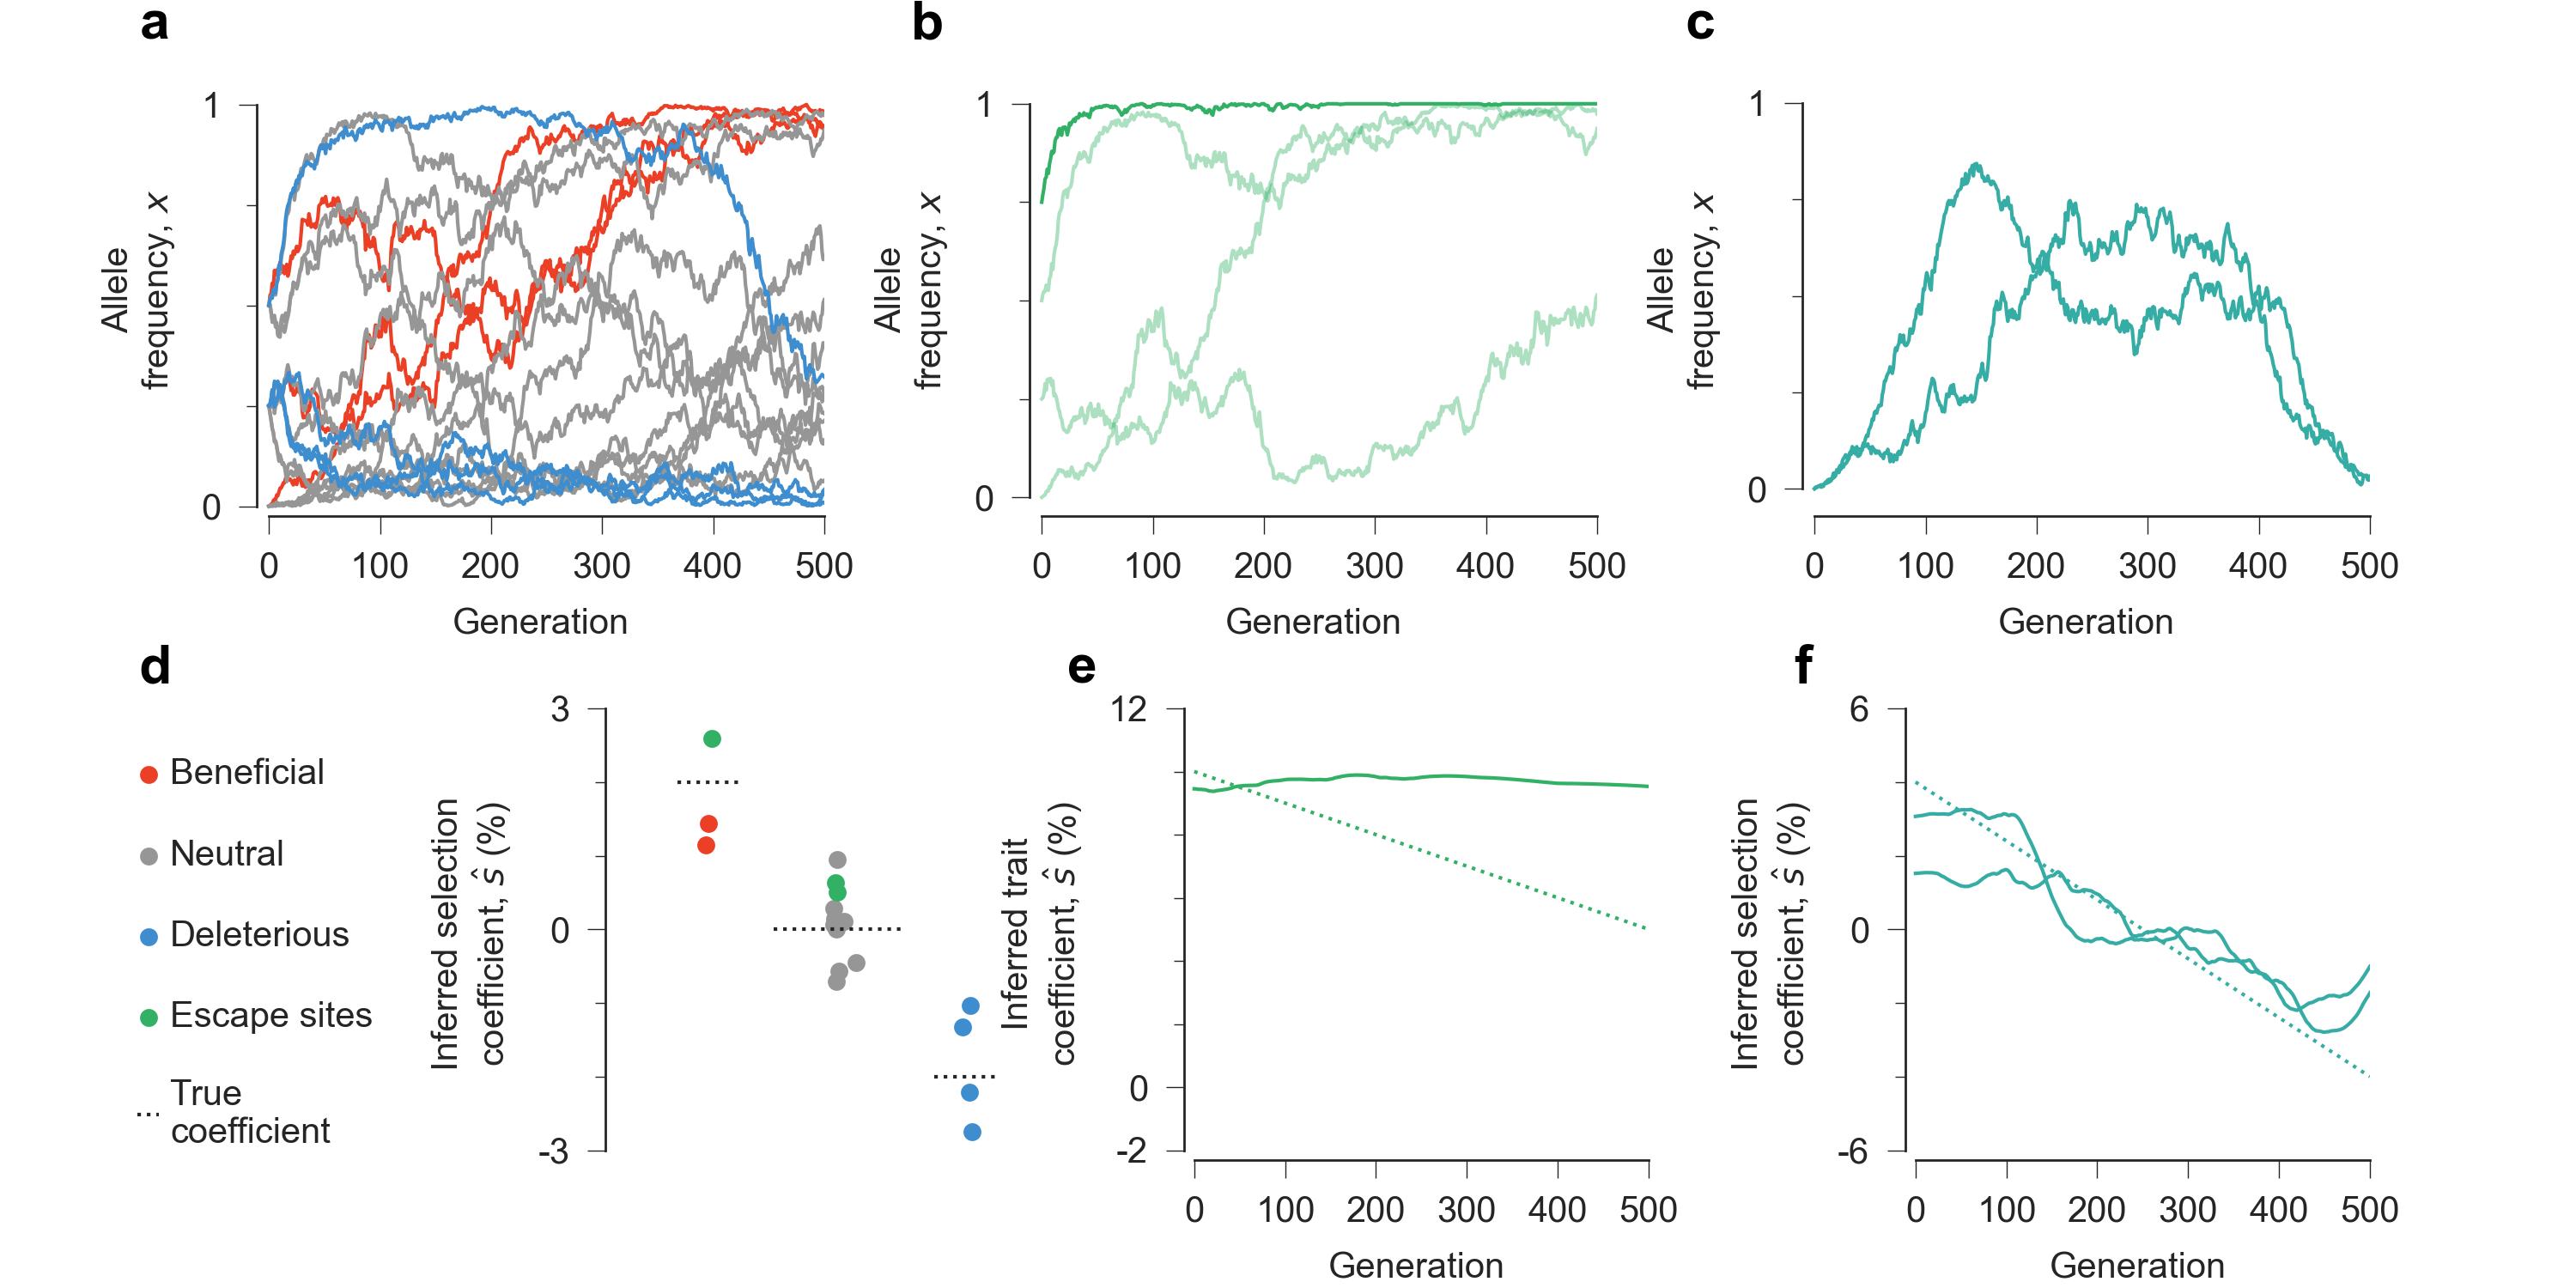 a
b
c
1
0
Allele
frequency, x
0 100 200 300 400 500
Generation
1
0
Allele
frequency, x
0 100 200 300 400 500
Generation
1
0
Allele
frequency, x
0 100 200 300 400 500
Generation
d
e
f
Beneficial
Neutral
Deleterious
Escape sites
True
coefficient
3
0
-3
Inferred selection
coefficient, ŝ (%)
12
0
-2
Inferred trait
coefficient, ŝ (%)
0 100 200 300 400 500
Generation
6
0
-6
Inferred selection
coefficient, ŝ (%)
0 100 200 300 400 500
Generation